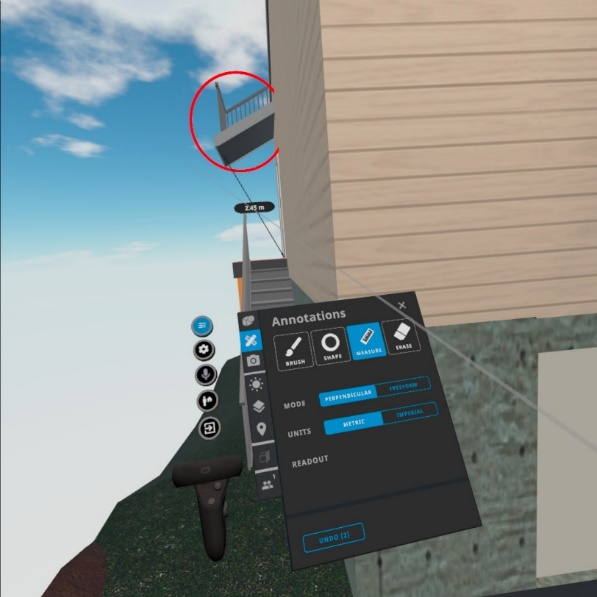 2.45 m
Annotations
BRUSH
SHAPE
MEASURE
ERASE
MODE
PERPENDICULAR
FREEFORM
UNITS
METRIC
IMPERIAL
READOUT
UNDO (2)